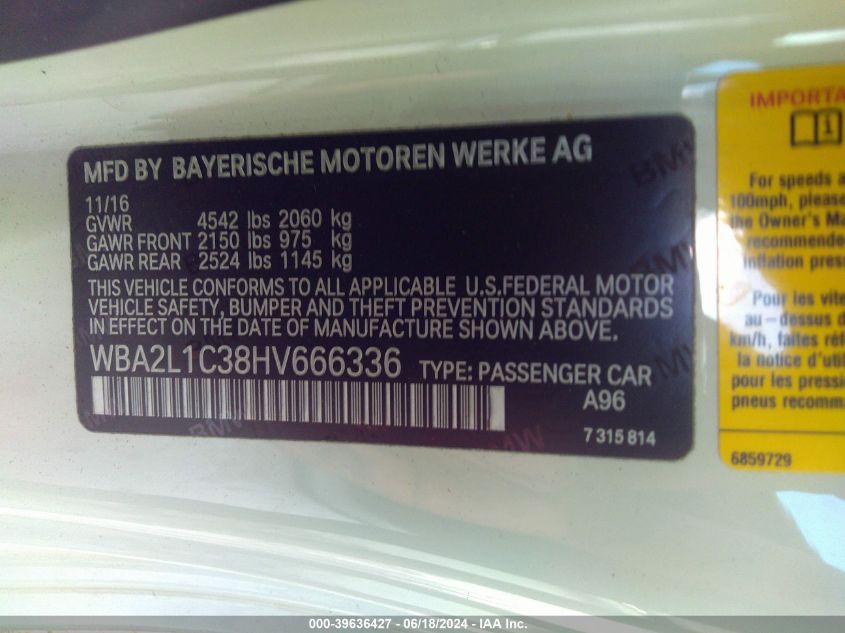 MFD BY BAYERISCHE MOTOREN WERKE AG
11/16
GVWR 4542 lbs 2060 kg
GAWR FRONT 2150 lbs 975 kg
GAWR REAR 2524 lbs 1145 kg
THIS VEHICLE CONFORMS TO ALL APPLICABLE U.S.FEDERAL MOTOR
VEHICLE SAFETY, BUMPER AND THEFT PREVENTION STANDARDS
IN EFFECT ON THE DATE OF MANUFACTURE SHOWN ABOVE.
WBA2L1C38HV666336 TYPE: PASSENGER CAR
A96
7 315 814
BMW
IMPORTA
1
For speeds a
100mph, please
the Owner's Ma
recommende
inflation press
Pour les vite
au-dessus d
km/h, faites réfé
la notice
pour les pressi
pneus recomm
6859729
000-39636427 - 06/18/2024 - IAA Inc.